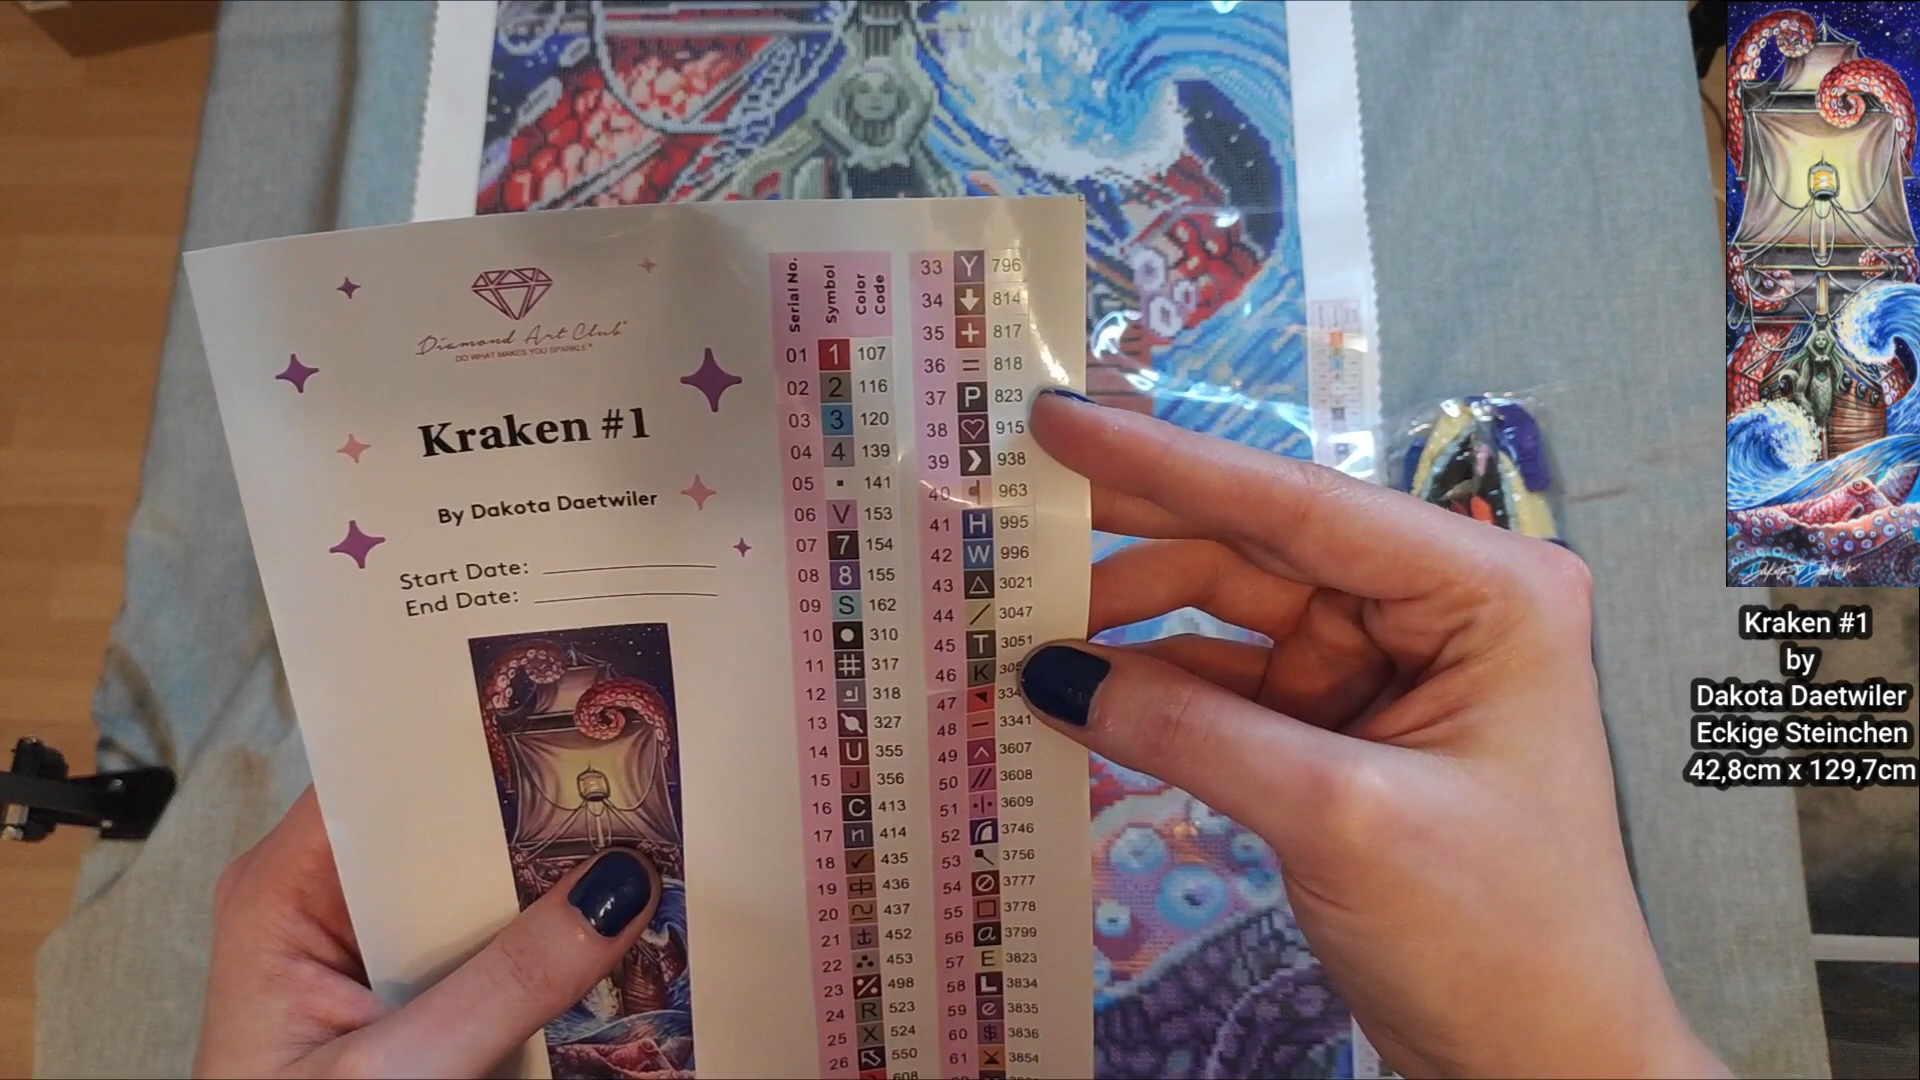 Diamond Art Club®
DO WHAT MAKES YOU SPARKLE®
Kraken #1
By Dakota Daetwiler
Start Date:
End Date:
Serial No. Symbol Color Code
01 1 107
02 2 116
03 3 120
04 4 139
05 141
06 V 153
07 7 154
08 8 155
09 S 162
10 310
11 # 317
12 318
13 327
14 U 355
15 J 356
16 C 413
17 n 414
18 ✓ 435
19 436
20 437
21 452
22 453
23 498
24 R 523
25 X 524
26 550
608
33 Y 796
34 814
35 + 817
36 = 818
37 P 823
38 915
39 938
40 963
41 H 995
42 W 996
43 △ 3021
44 / 3047
45 T 3051
46 K
47
48 − 3341
49 ^ 3607
50 // 3608
51 3609
52 3746
53 3756
54 3777
55 □ 3778
56 a 3799
57 E 3823
58 L 3834
59 e 3835
60 $ 3836
61 3854
Dakota Daetwiler
Kraken #1
by
Dakota Daetwiler
Eckige Steinchen
42,8cm x 129,7cm